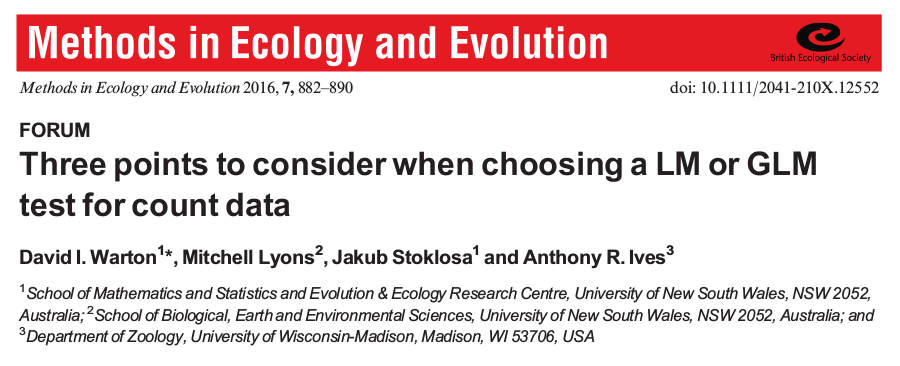 Methods in Ecology and Evolution
British Ecological Society
Methods in Ecology and Evolution 2016, 7, 882–890
doi: 10.1111/2041-210X.12552
FORUM
Three points to consider when choosing a LM or GLM
test for count data
David I. Warton1*, Mitchell Lyons2, Jakub Stoklosa1 and Anthony R. Ives3
1School of Mathematics and Statistics and Evolution & Ecology Research Centre, University of New South Wales, NSW 2052,
Australia; 2School of Biological, Earth and Environmental Sciences, University of New South Wales, NSW 2052, Australia; and
3Department of Zoology, University of Wisconsin-Madison, Madison, WI 53706, USA